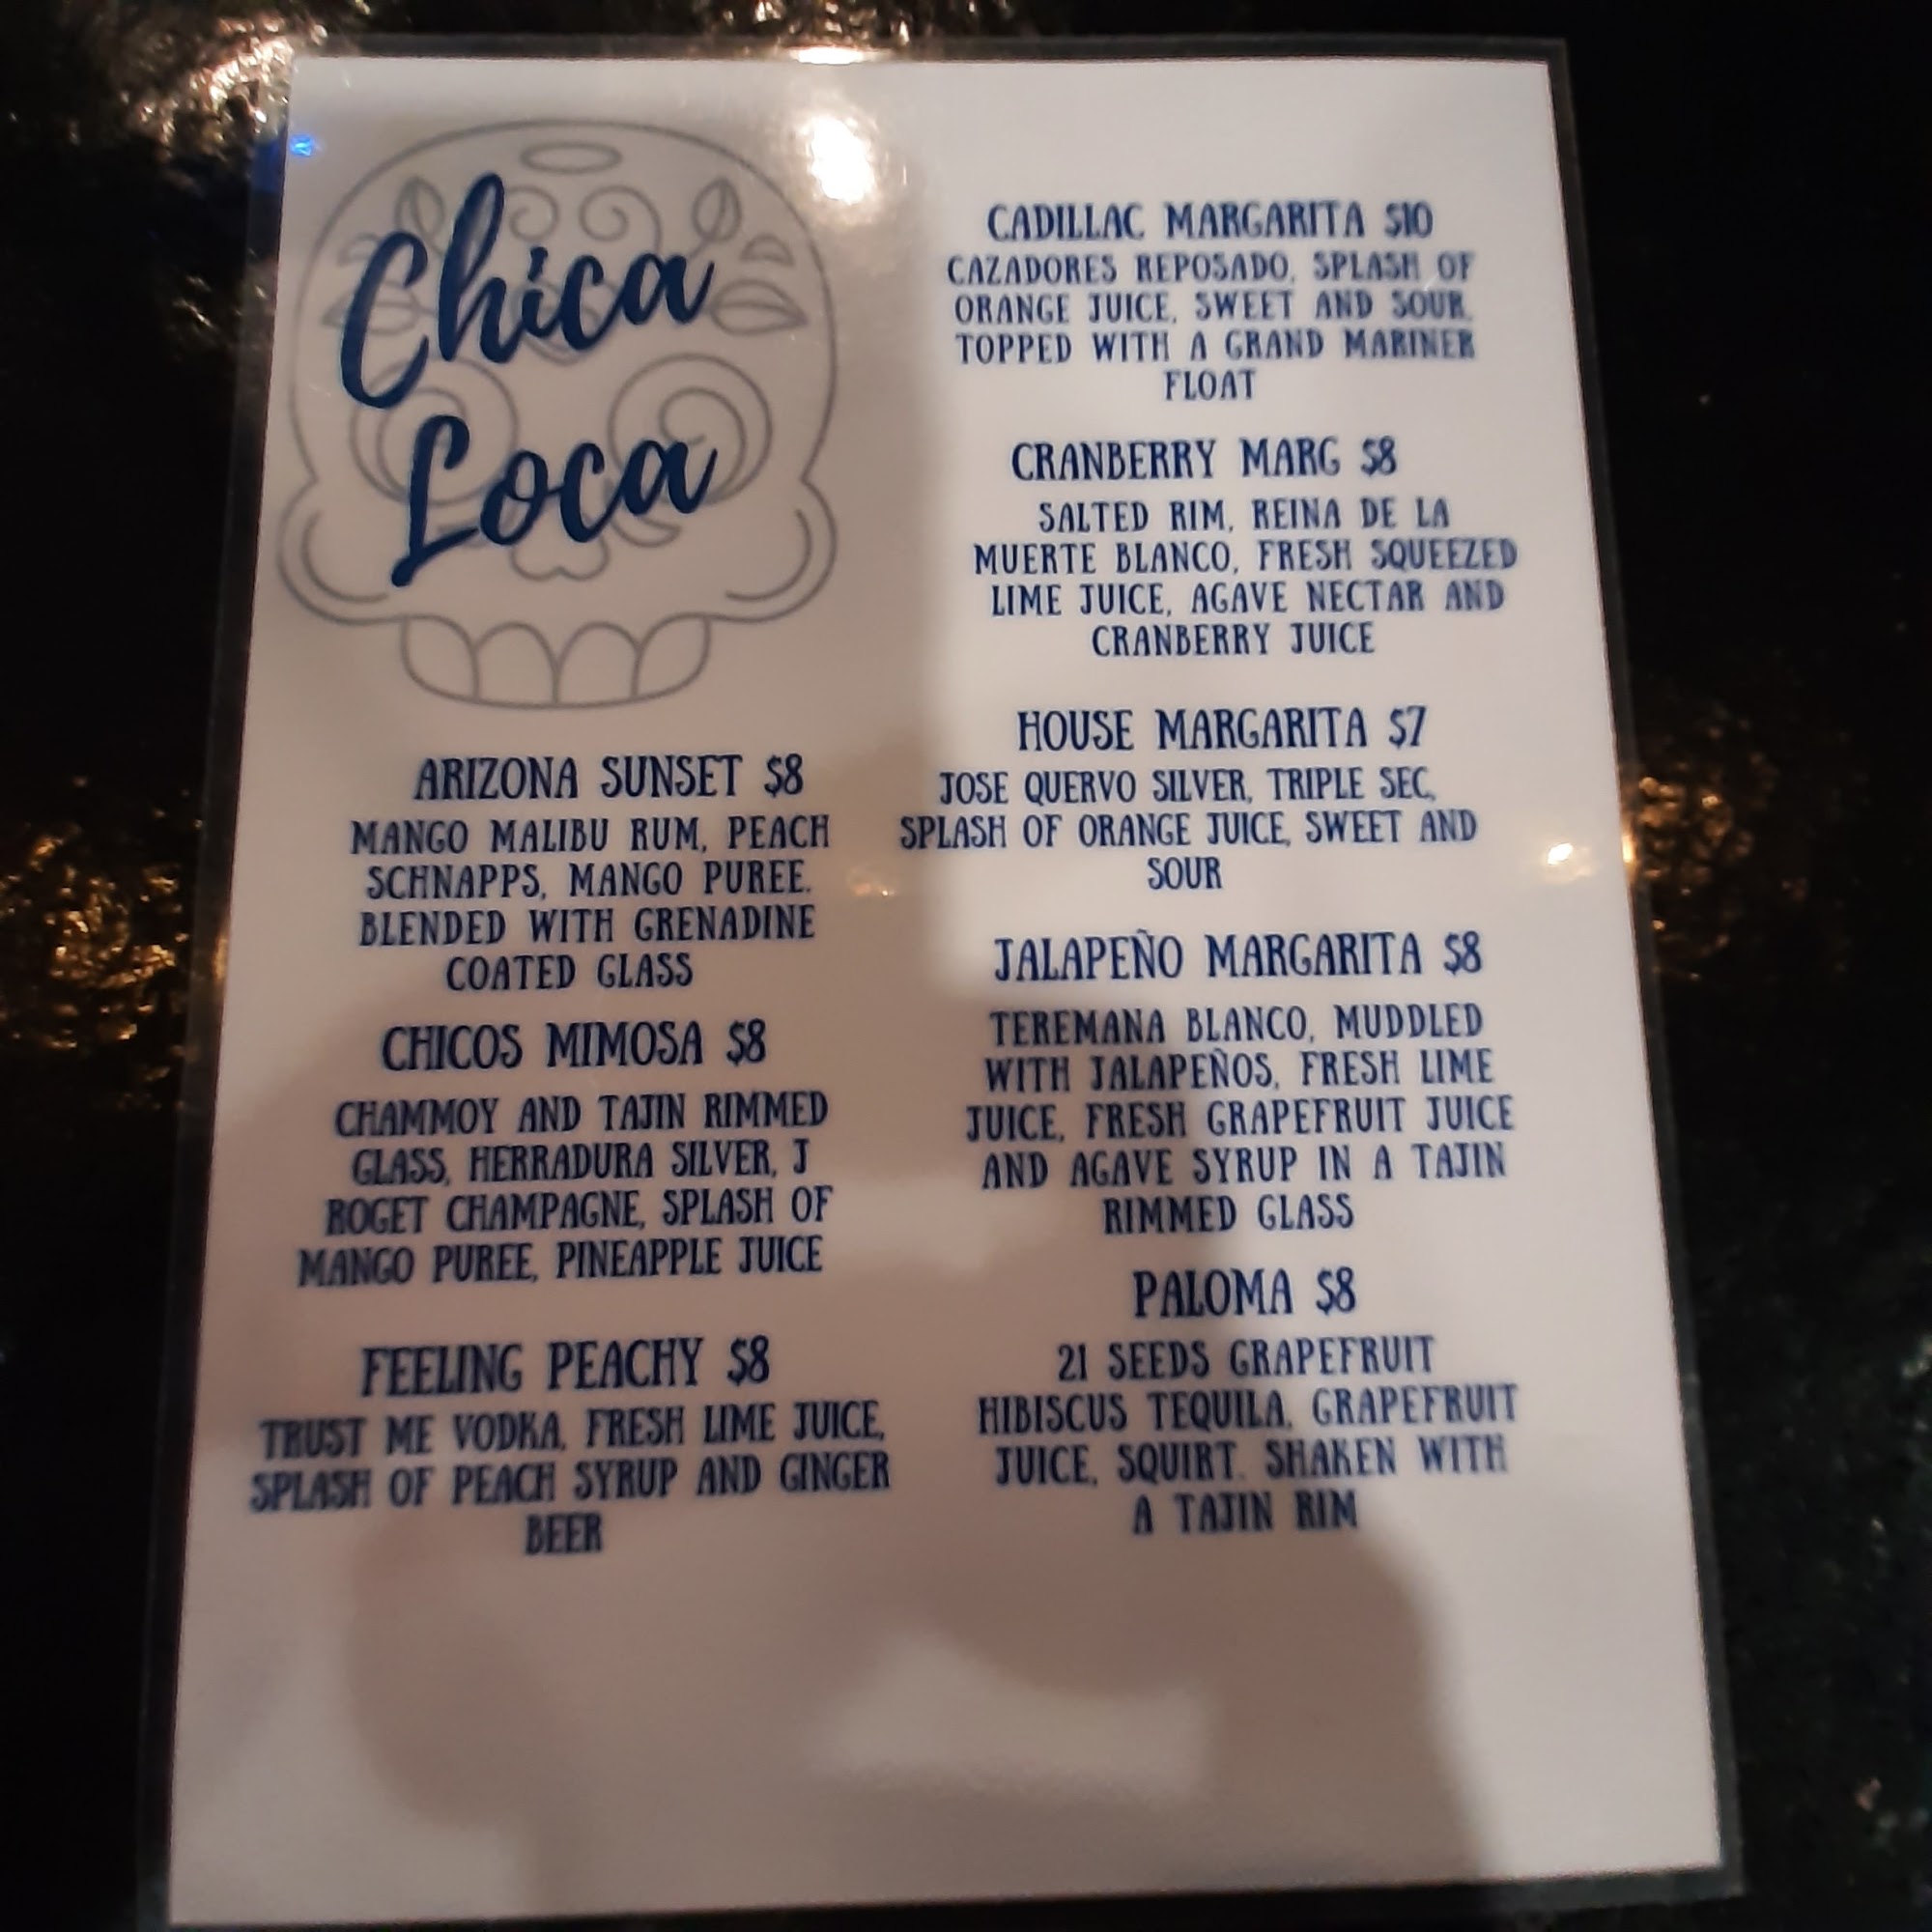 Chica
Loca
ARIZONA SUNSET $8
MANGO MALIBU RUM, PEACH
SCHNAPPS, MANGO PUREE.
BLENDED WITH GRENADINE
COATED GLASS
CHICOS MIMOSA $8
CHAMMOY AND TAJIN RIMMED
GLASS, HERRADURA SILVER, J
ROGET CHAMPAGNE, SPLASH OF
MANGO PUREE, PINEAPPLE JUICE
FEELING PEACHY $8
TRUST ME VODKA, FRESH LIME JUICE,
SPLASH OF PEACH SYRUP AND GINGER
BEER
CADILLAC MARGARITA $10
CAZADORES REPOSADO, SPLASH OF
ORANGE JUICE, SWEET AND SOUR,
TOPPED WITH A GRAND MARINER
FLOAT
CRANBERRY MARG $8
SALTED RIM, REINA DE LA
MUERTE BLANCO, FRESH SQUEEZED
LIME JUICE, AGAVE NECTAR AND
CRANBERRY JUICE
HOUSE MARGARITA $7
JOSE QUERVO SILVER, TRIPLE SEC,
SPLASH OF ORANGE JUICE, SWEET AND
SOUR
JALAPEÑO MARGARITA $8
TEREMANA BLANCO, MUDDLED
WITH JALAPEÑOS, FRESH LIME
JUICE, FRESH GRAPEFRUIT JUICE
AND AGAVE SYRUP IN A TAJIN
RIMMED GLASS
PALOMA $8
21 SEEDS GRAPEFRUIT
HIBISCUS TEQUILA, GRAPEFRUIT
JUICE, SQUIRT. SHAKEN WITH
A TAJIN RIM